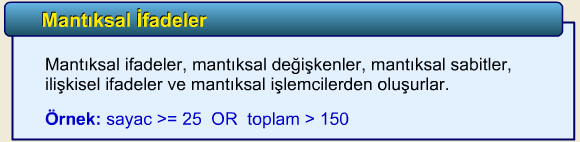 Mantıksal İfadeler
Mantıksal ifadeler, mantıksal değişkenler, mantıksal sabitler,
ilişkisel ifadeler ve mantıksal işlemcilerden oluşurlar.
Örnek: sayac >= 25 OR toplam > 150